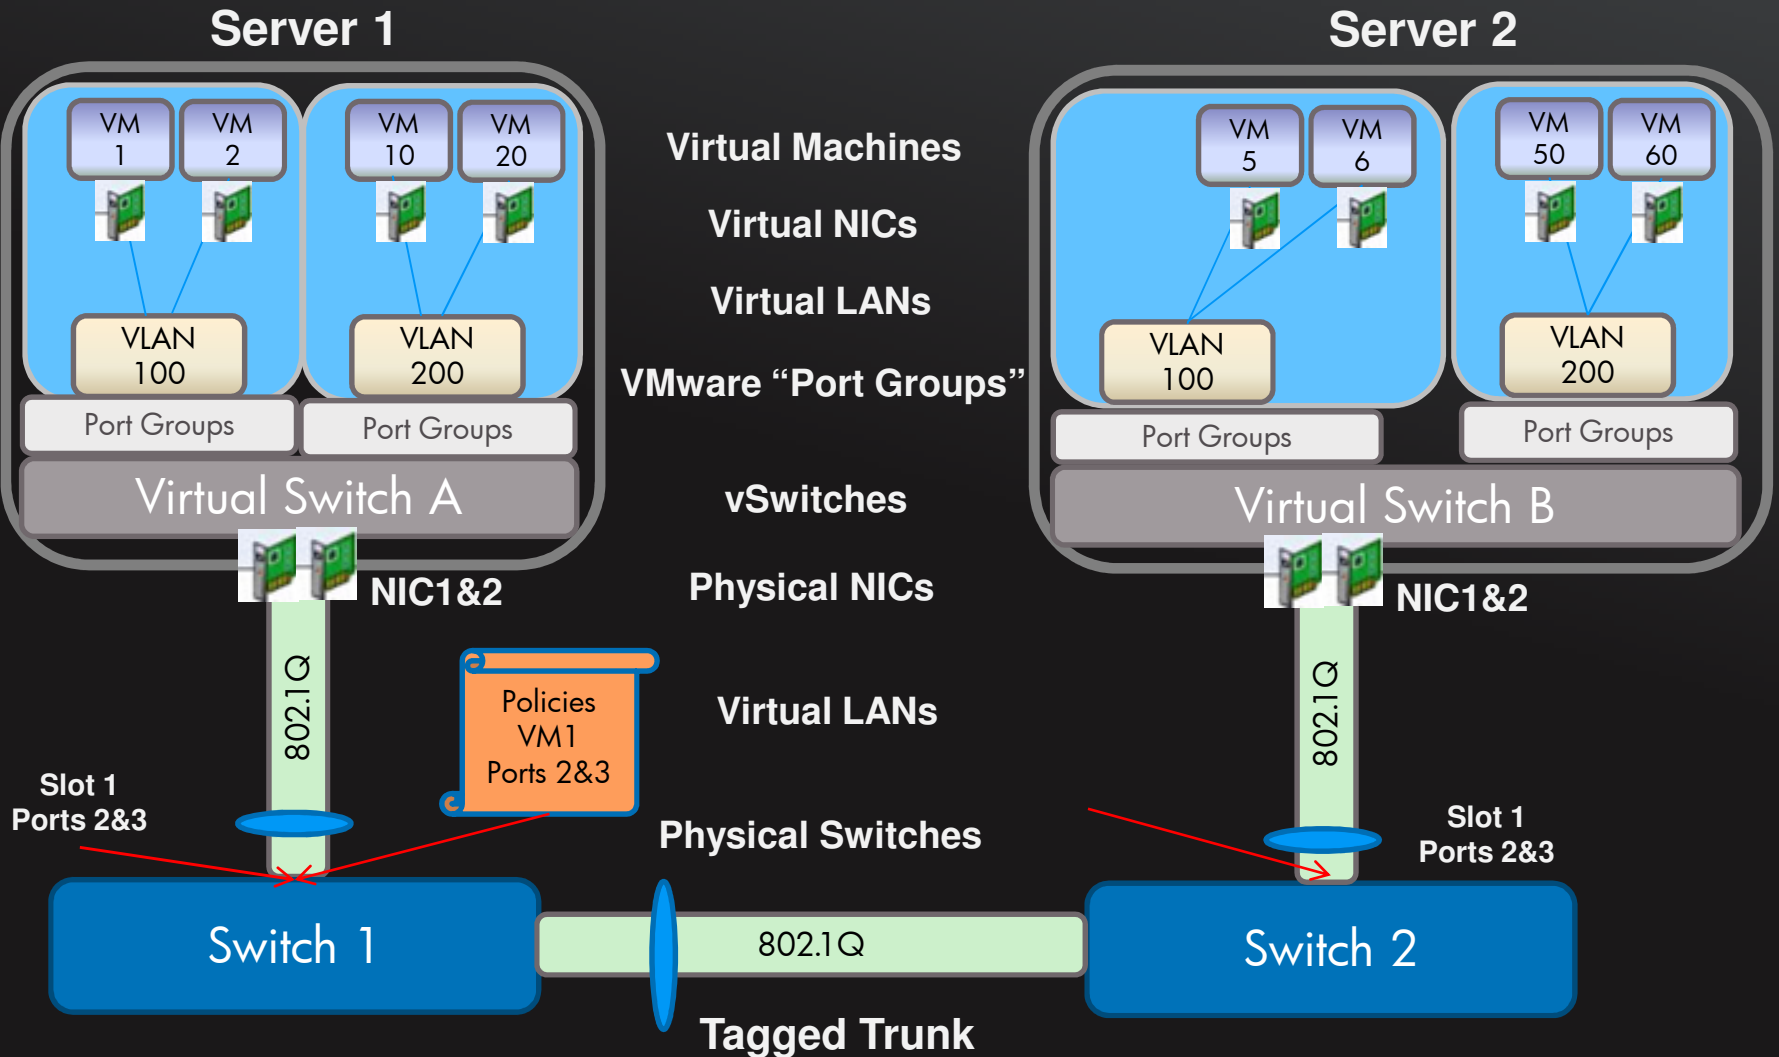 Server 1
Server 2
VM
1
VM
2
VM
10
VM
20
Virtual Machines
VM
5
VM
6
VM
50
VM
60
Virtual NICs
Virtual LANs
VLAN
100
VLAN
200
VMware “Port Groups”
VLAN
100
VLAN
200
Port Groups
Port Groups
Port Groups
Port Groups
Virtual Switch A
vSwitches
Virtual Switch B
NIC1&2
Physical NICs
NIC1&2
802.1Q
Policies
VM1
Ports 2&3
Virtual LANs
802.1Q
Slot 1
Ports 2&3
Physical Switches
Slot 1
Ports 2&3
Switch 1
802.1Q
Switch 2
Tagged Trunk